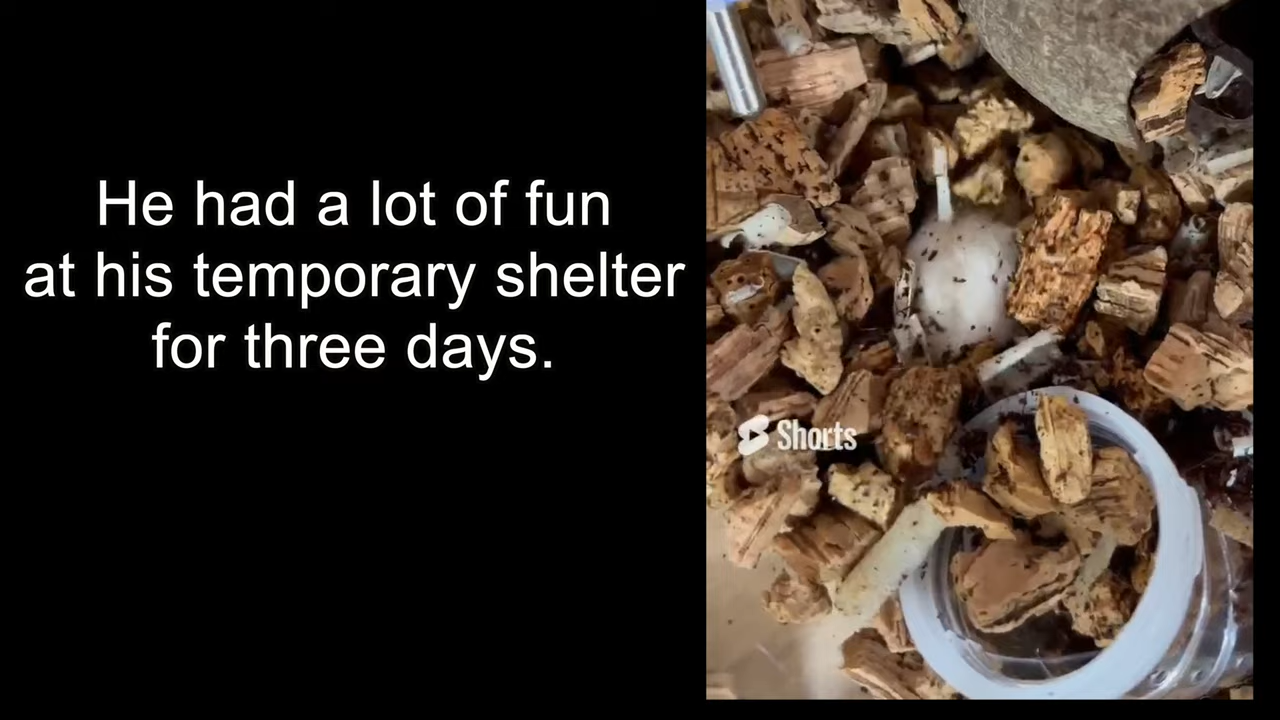 He had a lot of fun
at his temporary shelter
for three days.
Shorts